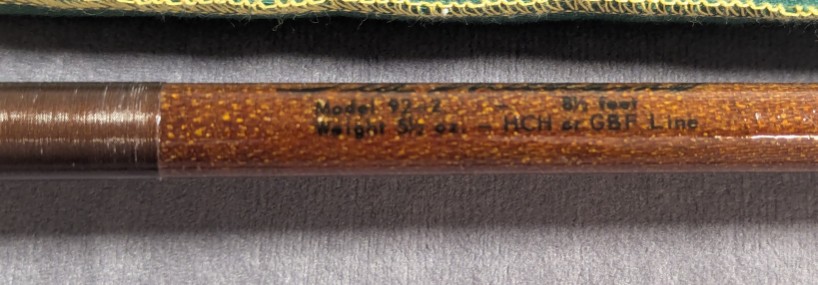 Model 92-2 - 8½ feet
Weight 5½ oz. - HCH or GBF Line